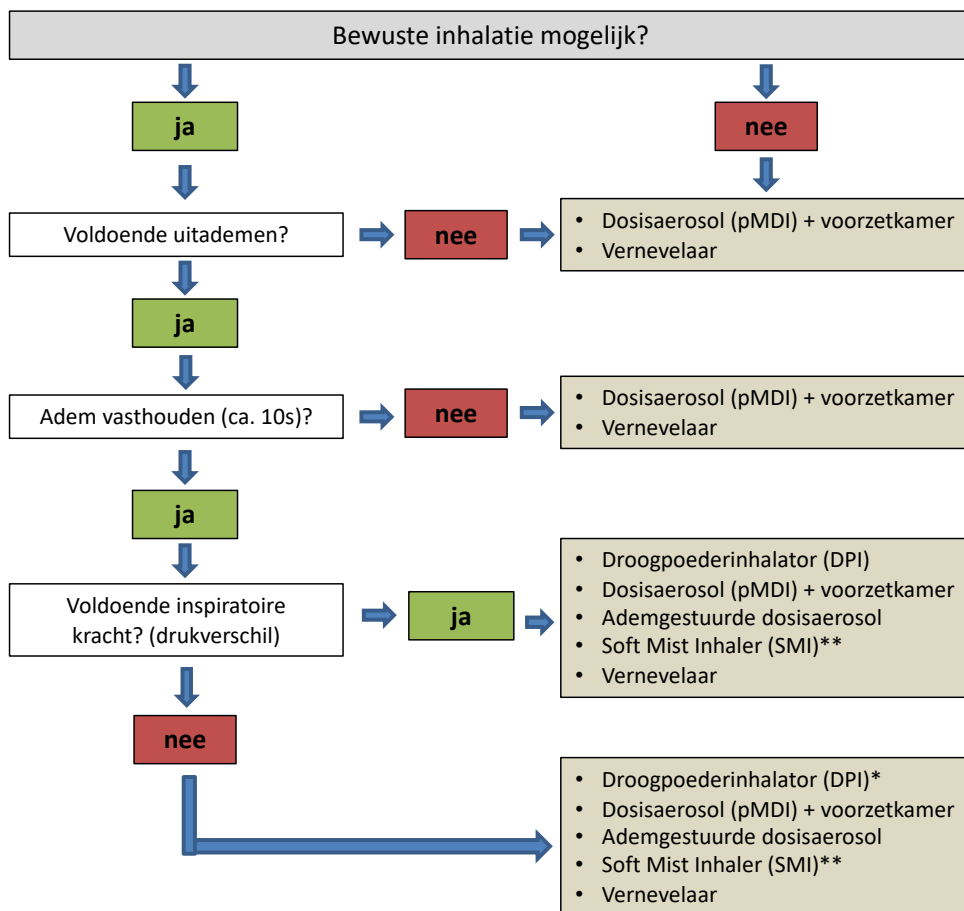 Bewuste inhalatie mogelijk?
ja
nee
Voldoende uitademen?
nee
• Dosisaerosol (pMDI) + voorzetkamer
• Vernevelaar
ja
Adem vasthouden (ca. 10s)?
nee
• Dosisaerosol (pMDI) + voorzetkamer
• Vernevelaar
ja
Voldoende inspiratoire
kracht? (drukverschil)
ja
• Droogpoederinhalator (DPI)
• Dosisaerosol (pMDI) + voorzetkamer
• Ademgestuurde dosisaerosol
• Soft Mist Inhaler (SMI)**
• Vernevelaar
nee
• Droogpoederinhalator (DPI)*
• Dosisaerosol (pMDI) + voorzetkamer
• Ademgestuurde dosisaerosol
• Soft Mist Inhaler (SMI)**
• Vernevelaar